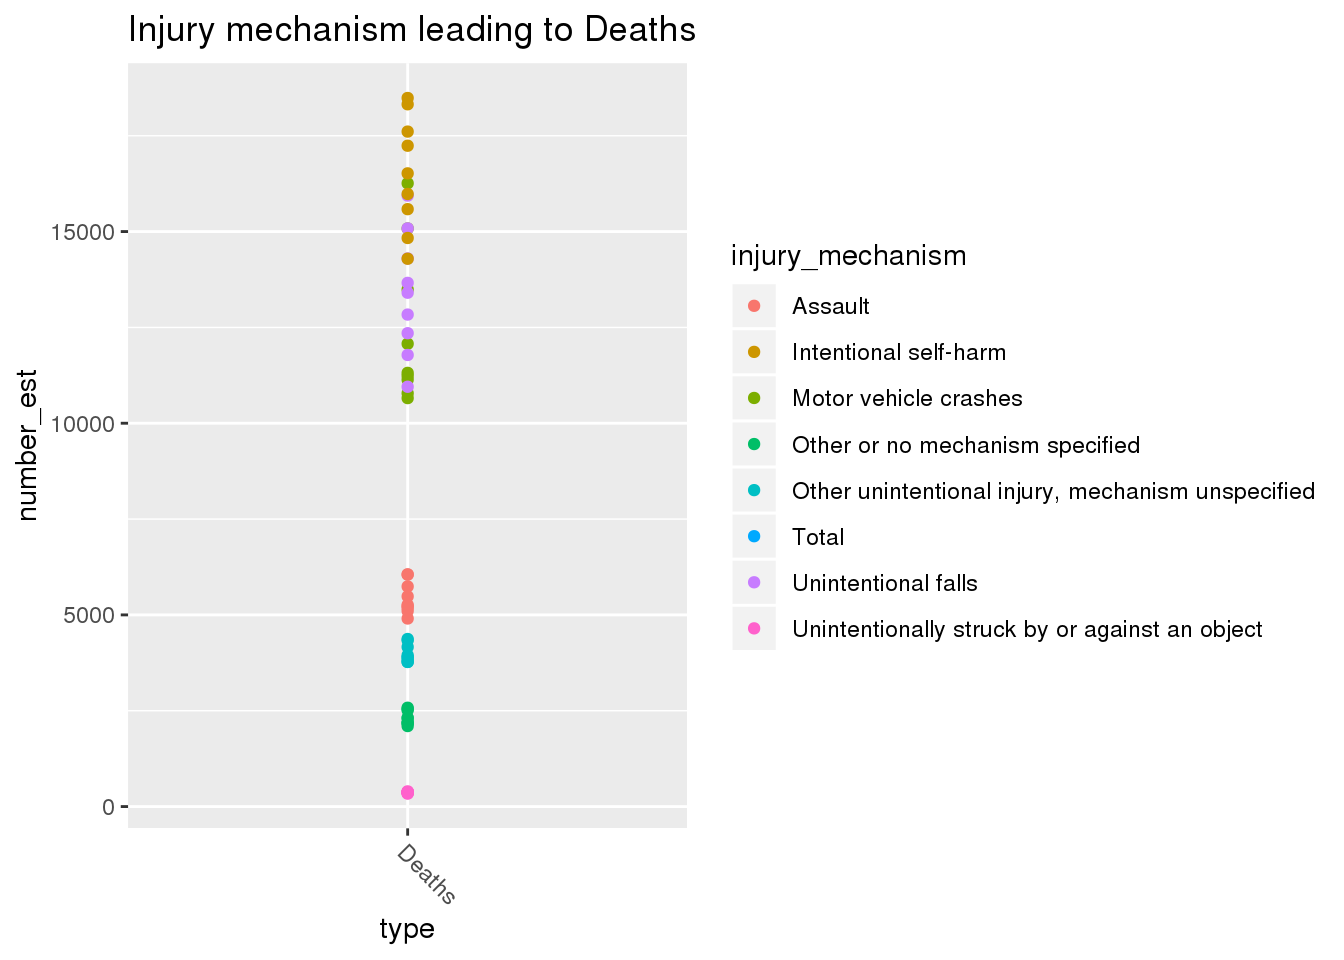 Injury mechanism leading to Deaths
number_est
15000
10000
5000
0
Deaths
type
injury_mechanism
Assault
Intentional self-harm
Motor vehicle crashes
Other or no mechanism specified
Other unintentional injury, mechanism unspecified
Total
Unintentional falls
Unintentionally struck by or against an object